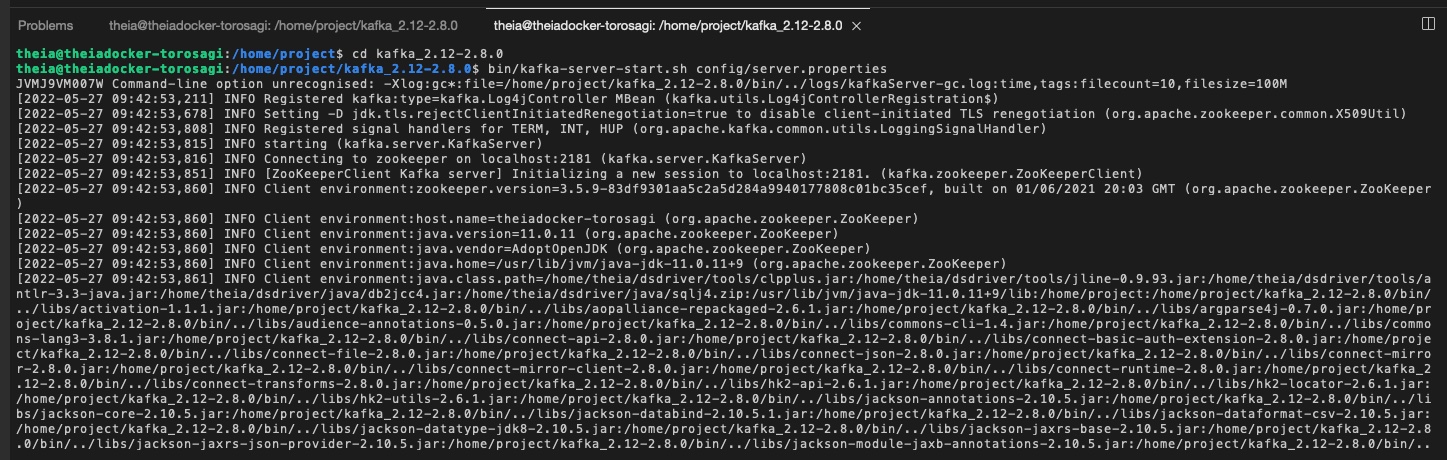 Problems theia@theiadocker-torosagi: /home/project/kafka_2.12-2.8.0 theia@theiadocker-torosagi: /home/project/kafka_2.12-2.8.0 ×
theia@theiadocker-torosagi:/home/project$ cd kafka_2.12-2.8.0
theia@theiadocker-torosagi:/home/project/kafka_2.12-2.8.0$ bin/kafka-server-start.sh config/server.properties
JVMJ9VM007W Command-line option unrecognised: -Xlog:gc*:file=/home/project/kafka_2.12-2.8.0/bin/../logs/kafkaServer-gc.log:time,tags:filecount=10,filesize=100M
[2022-05-27 09:42:53,211] INFO Registered kafka:type=kafka.Log4jController MBean (kafka.utils.Log4jControllerRegistration$)
[2022-05-27 09:42:53,678] INFO Setting -D jdk.tls.rejectClientInitiatedRenegotiation=true to disable client-initiated TLS renegotiation (org.apache.zookeeper.common.X509Util)
[2022-05-27 09:42:53,808] INFO Registered signal handlers for TERM, INT, HUP (org.apache.kafka.common.utils.LoggingSignalHandler)
[2022-05-27 09:42:53,815] INFO starting (kafka.server.KafkaServer)
[2022-05-27 09:42:53,816] INFO Connecting to zookeeper on localhost:2181 (kafka.server.KafkaServer)
[2022-05-27 09:42:53,851] INFO [ZooKeeperClient Kafka server] Initializing a new session to localhost:2181. (kafka.zookeeper.ZooKeeperClient)
[2022-05-27 09:42:53,860] INFO Client environment:zookeeper.version=3.5.9-83df9301aa5c2a5d284a9940177808c01bc35cef, built on 01/06/2021 20:03 GMT (org.apache.zookeeper.ZooKeeper
)
[2022-05-27 09:42:53,860] INFO Client environment:host.name=theiadocker-torosagi (org.apache.zookeeper.ZooKeeper)
[2022-05-27 09:42:53,860] INFO Client environment:java.version=11.0.11 (org.apache.zookeeper.ZooKeeper)
[2022-05-27 09:42:53,860] INFO Client environment:java.vendor=AdoptOpenJDK (org.apache.zookeeper.ZooKeeper)
[2022-05-27 09:42:53,860] INFO Client environment:java.home=/usr/lib/jvm/java-jdk-11.0.11+9 (org.apache.zookeeper.ZooKeeper)
[2022-05-27 09:42:53,861] INFO Client environment:java.class.path=/home/theia/dsdriver/tools/clpplus.jar:/home/theia/dsdriver/tools/jline-0.9.93.jar:/home/theia/dsdriver/tools/a
ntlr-3.3-java.jar:/home/theia/dsdriver/java/db2jcc4.jar:/home/theia/dsdriver/java/sqlj4.zip:/usr/lib/jvm/java-jdk-11.0.11+9/lib:/home/project:/home/project/kafka_2.12-2.8.0/bin/
../libs/activation-1.1.1.jar:/home/project/kafka_2.12-2.8.0/bin/../libs/aopalliance-repackaged-2.6.1.jar:/home/project/kafka_2.12-2.8.0/bin/../libs/argparse4j-0.7.0.jar:/home/pr
oject/kafka_2.12-2.8.0/bin/../libs/audience-annotations-0.5.0.jar:/home/project/kafka_2.12-2.8.0/bin/../libs/commons-cli-1.4.jar:/home/project/kafka_2.12-2.8.0/bin/../libs/commo
ns-lang3-3.8.1.jar:/home/project/kafka_2.12-2.8.0/bin/../libs/connect-api-2.8.0.jar:/home/project/kafka_2.12-2.8.0/bin/../libs/connect-basic-auth-extension-2.8.0.jar:/home/proje
ct/kafka_2.12-2.8.0/bin/../libs/connect-file-2.8.0.jar:/home/project/kafka_2.12-2.8.0/bin/../libs/connect-json-2.8.0.jar:/home/project/kafka_2.12-2.8.0/bin/../libs/connect-mirro
r-2.8.0.jar:/home/project/kafka_2.12-2.8.0/bin/../libs/connect-mirror-client-2.8.0.jar:/home/project/kafka_2.12-2.8.0/bin/../libs/connect-runtime-2.8.0.jar:/home/project/kafka_2
.12-2.8.0/bin/../libs/connect-transforms-2.8.0.jar:/home/project/kafka_2.12-2.8.0/bin/../libs/hk2-api-2.6.1.jar:/home/project/kafka_2.12-2.8.0/bin/../libs/hk2-locator-2.6.1.jar:
/home/project/kafka_2.12-2.8.0/bin/../libs/hk2-utils-2.6.1.jar:/home/project/kafka_2.12-2.8.0/bin/../libs/jackson-annotations-2.10.5.jar:/home/project/kafka_2.12-2.8.0/bin/../li
bs/jackson-core-2.10.5.jar:/home/project/kafka_2.12-2.8.0/bin/../libs/jackson-databind-2.10.5.1.jar:/home/project/kafka_2.12-2.8.0/bin/../libs/jackson-dataformat-csv-2.10.5.jar:
/home/project/kafka_2.12-2.8.0/bin/../libs/jackson-datatype-jdk8-2.10.5.jar:/home/project/kafka_2.12-2.8.0/bin/../libs/jackson-jaxrs-base-2.10.5.jar:/home/project/kafka_2.12-2.8
.0/bin/../libs/jackson-jaxrs-json-provider-2.10.5.jar:/home/project/kafka_2.12-2.8.0/bin/../libs/jackson-module-jaxb-annotations-2.10.5.jar:/home/project/kafka_2.12-2.8.0/bin/..